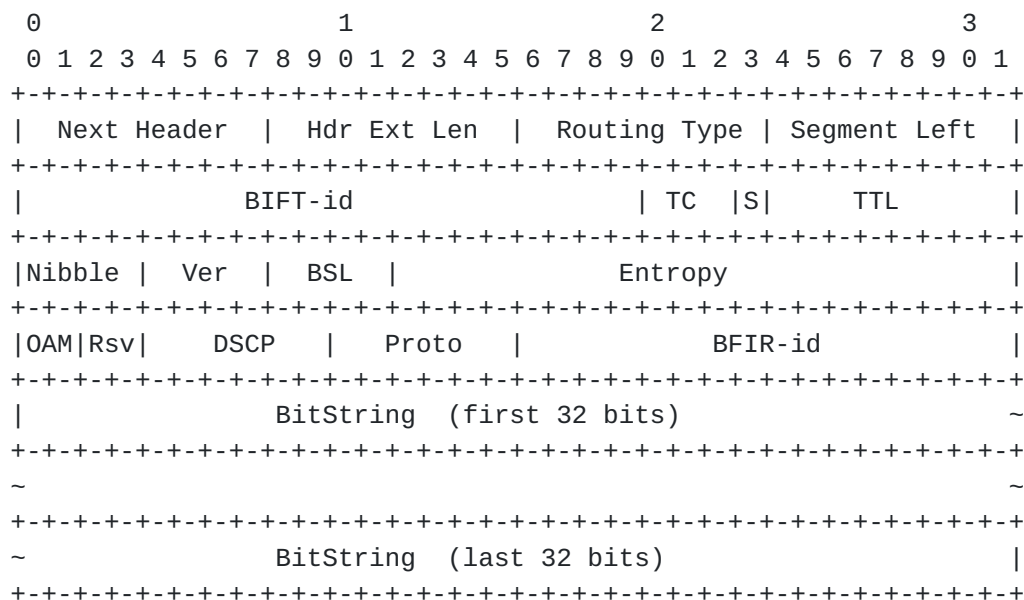 0                   1                   2                   3
 0 1 2 3 4 5 6 7 8 9 0 1 2 3 4 5 6 7 8 9 0 1 2 3 4 5 6 7 8 9 0 1
+-+-+-+-+-+-+-+-+-+-+-+-+-+-+-+-+-+-+-+-+-+-+-+-+-+-+-+-+-+-+-+-+
|  Next Header  |  Hdr Ext Len  |  Routing Type | Segment Left  |
+-+-+-+-+-+-+-+-+-+-+-+-+-+-+-+-+-+-+-+-+-+-+-+-+-+-+-+-+-+-+-+-+
|              BIFT-id                  | TC  |S|     TTL       |
+-+-+-+-+-+-+-+-+-+-+-+-+-+-+-+-+-+-+-+-+-+-+-+-+-+-+-+-+-+-+-+-+
|Nibble |  Ver  |  BSL  |              Entropy                  |
+-+-+-+-+-+-+-+-+-+-+-+-+-+-+-+-+-+-+-+-+-+-+-+-+-+-+-+-+-+-+-+-+
|OAM|Rsv|    DSCP   |   Proto   |            BFIR-id            |
+-+-+-+-+-+-+-+-+-+-+-+-+-+-+-+-+-+-+-+-+-+-+-+-+-+-+-+-+-+-+-+-+
|                BitString  (first 32 bits)                     ~
+-+-+-+-+-+-+-+-+-+-+-+-+-+-+-+-+-+-+-+-+-+-+-+-+-+-+-+-+-+-+-+-+
~                                                               ~
+-+-+-+-+-+-+-+-+-+-+-+-+-+-+-+-+-+-+-+-+-+-+-+-+-+-+-+-+-+-+-+-+
~                BitString  (last 32 bits)                      |
+-+-+-+-+-+-+-+-+-+-+-+-+-+-+-+-+-+-+-+-+-+-+-+-+-+-+-+-+-+-+-+-+